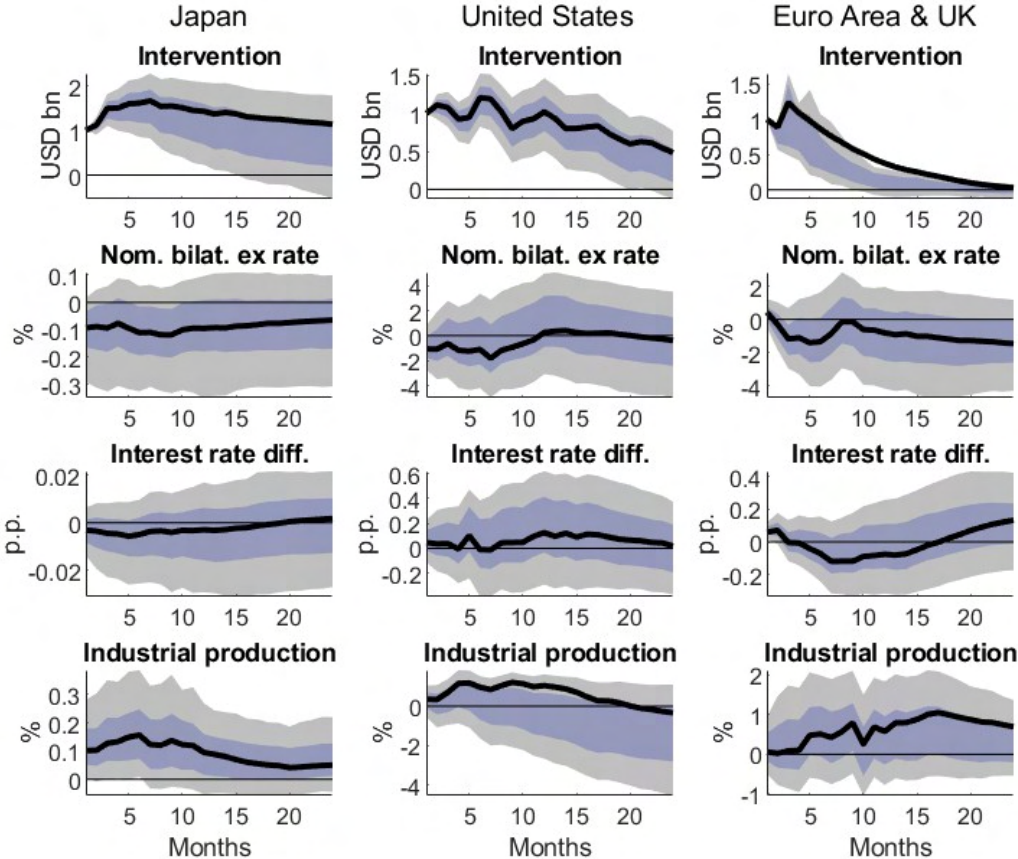 Japan United States Euro Area & UK
Intervention Intervention Intervention
USD bn USD bn USD bn
2 1 0
1.5 1 0.5 0
1.5 1 0.5 0
5 10 15 20 5 10 15 20 5 10 15 20
Nom. bilat. ex rate Nom. bilat. ex rate Nom. bilat. ex rate
% % %
0.1 0 -0.1 -0.2 -0.3
4 2 0 -2 -4
2 0 -2 -4
5 10 15 20 5 10 15 20 5 10 15 20
Interest rate diff. Interest rate diff. Interest rate diff.
p.p. p.p. p.p.
0.02 0 -0.02
0.6 0.4 0.2 0 -0.2
0.4 0.2 0 -0.2
5 10 15 20 5 10 15 20 5 10 15 20
Industrial production Industrial production Industrial production
% % %
0.3 0.2 0.1 0
0 -2 -4
2 1 0 -1
5 10 15 20 5 10 15 20 5 10 15 20
Months Months Months